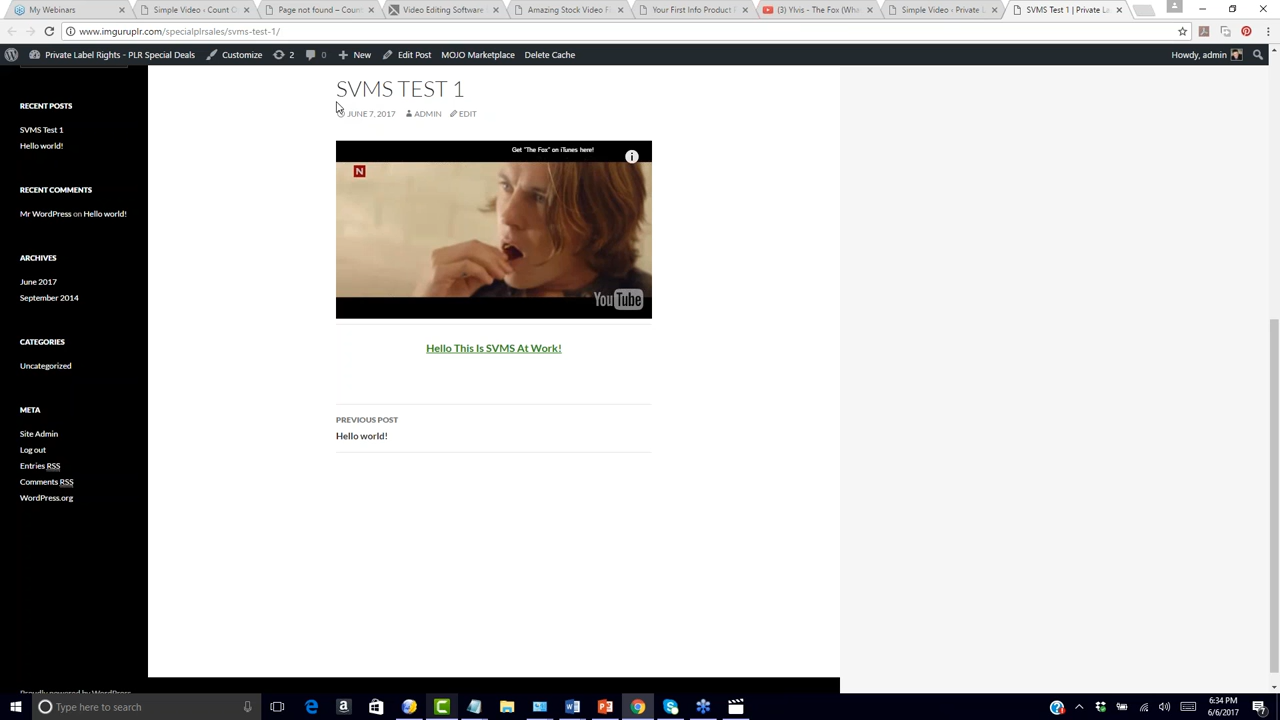 My Webinars
Simple Video ‹ Count O
Page not found – Coun
Video Editing Software
Amazing Stock Video F
Your First Info Product
(3) Ylvis - The Fox (Wha
Simple Video - Private L
SVMS Test 1 | Private La
www.imguruplr.com/specialplrsales/svms-test-1/
Private Label Rights - PLR Special Deals
Customize
2
0
New
Edit Post
MOJO Marketplace
Delete Cache
Howdy, admin
RECENT POSTS
SVMS Test 1
Hello world!
RECENT COMMENTS
Mr WordPress on Hello world!
ARCHIVES
June 2017
September 2014
CATEGORIES
Uncategorized
META
Site Admin
Log out
Entries RSS
Comments RSS
WordPress.org
Proudly powered by WordPress
SVMS TEST 1
JUNE 7, 2017 ADMIN EDIT
Get "The Fox" on iTunes here!
i
N
YouTube
Hello This Is SVMS At Work!
PREVIOUS POST
Hello world!
Type here to search
6:34 PM
6/6/2017